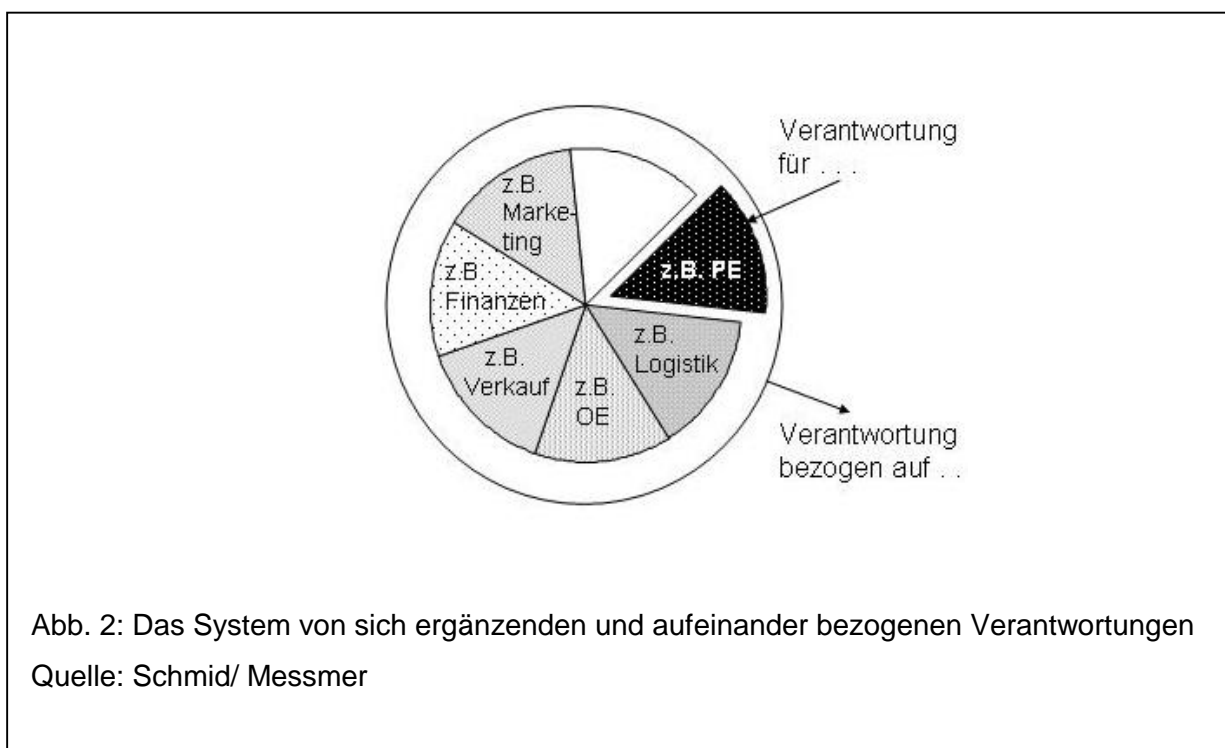 Verantwortung
für . . .
z.B.
Marke-
ting
z.B. PE
z.B
Finanzen
z.B.
Logistik
z.B.
Verkauf
z.B.
OE
Verantwortung
bezogen auf . .
Abb. 2: Das System von sich ergänzenden und aufeinander bezogenen Verantwortungen
Quelle: Schmid/ Messmer